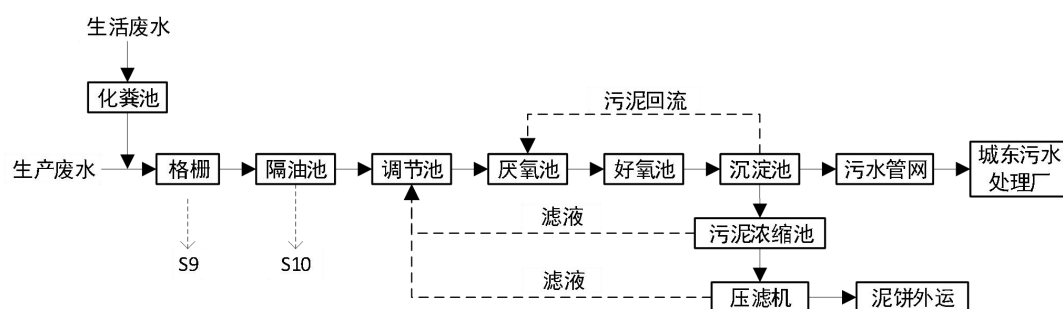 生活废水
化粪池
污泥回流
生产废水
格栅
隔油池
调节池
厌氧池
好氧池
沉淀池
污水管网
城东污水
处理厂
滤液
污泥浓缩池
S9
S10
滤液
压滤机
泥饼外运